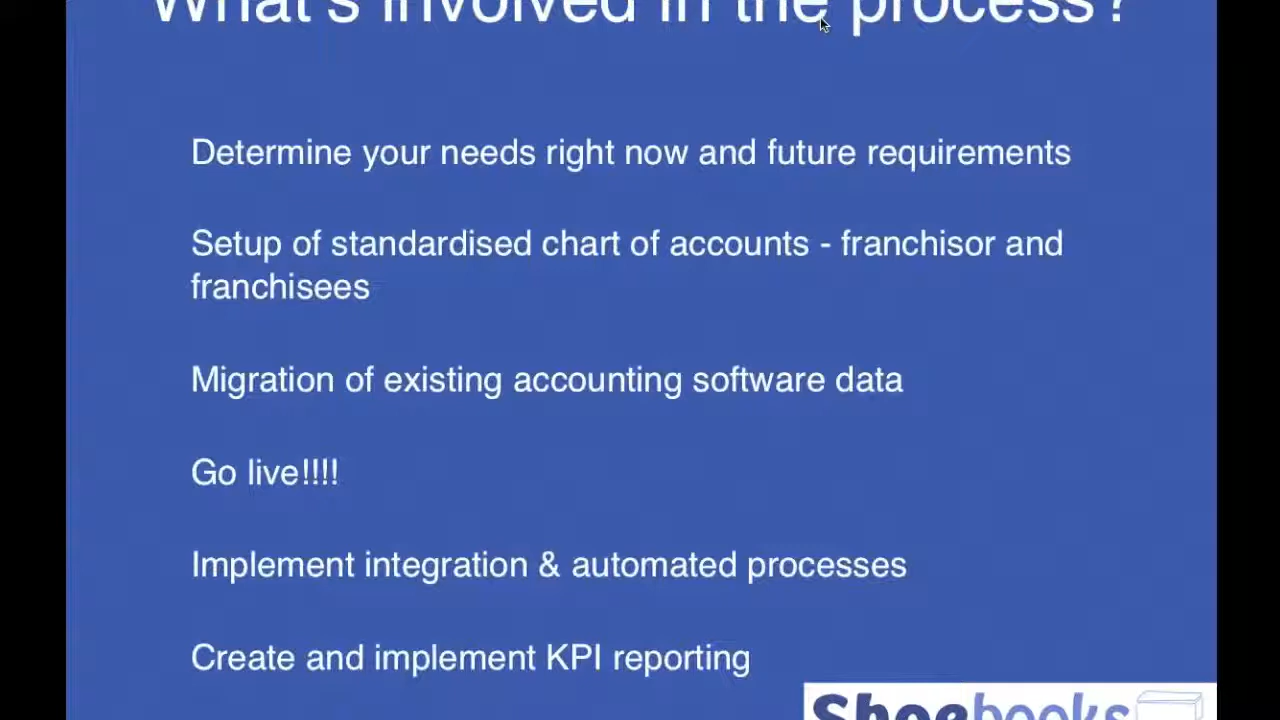 What's involved in the process?
Determine your needs right now and future requirements
Setup of standardised chart of accounts - franchisor and
franchisees
Migration of existing accounting software data
Go live!!!!
Implement integration & automated processes
Create and implement KPI reporting
Shoebooks